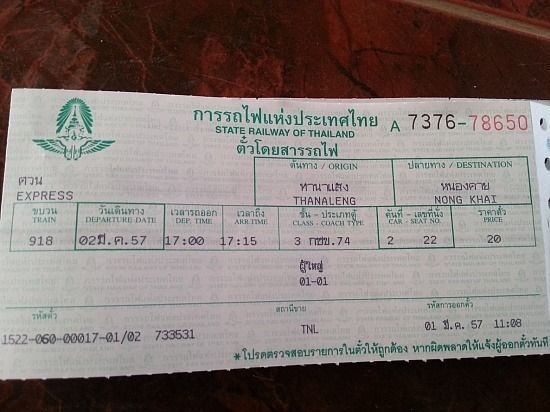 การรถไฟแห่งประเทศไทย A 7376-78650
STATE RAILWAY OF THAILAND
ตั๋วโดยสารรถไฟ
ด่วน
EXPRESS
ต้นทาง / ORIGIN ปลายทาง / DESTINATION
ท่านาแล้ง หนองคาย
THANALENG NONG KHAI
ขบวน วันเดินทาง เวลารถออก เวลาถึง ชั้น - ประเภทตู้ คันที่ - เลขที่นั่ง ราคาตั๋ว
TRAIN DEPARTURE DATE DEP. TIME ARR.TIME CLASS - COACH TYPE CAR - SEAT NO. PRICE
918 02มี.ค.57 17:00 17:15 3 กซข.74 2 22 20
ผู้ใหญ่
01-01
รหัสตั๋ว สถานีขาย รหัสการออกตั๋ว
1522-060-00017-01/02 733531 TNL 01 มี.ค. 57 11:08
*โปรดตรวจสอบรายการในตั๋วให้ถูกต้อง หากผิดพลาดให้แจ้งผู้ออกตั๋วทันที